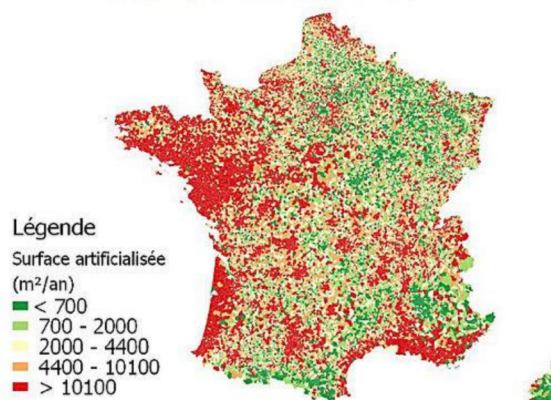 Légende
Surface artificialisée
(m²/an)
< 700
700 - 2000
2000 - 4400
4400 - 10100
> 10100